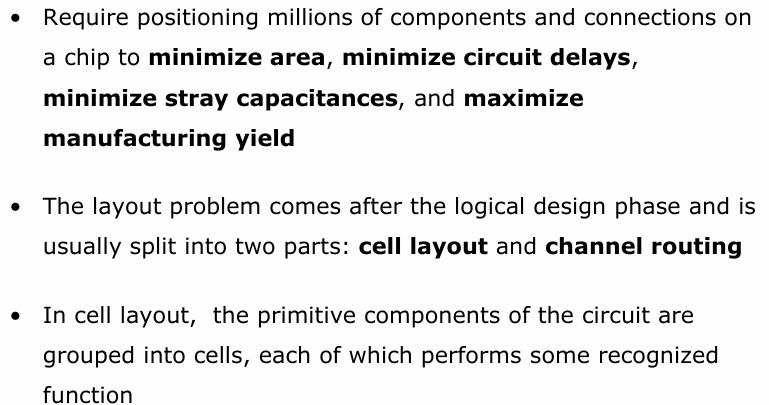 • Require positioning millions of components and connections on
a chip to minimize area, minimize circuit delays,
minimize stray capacitances, and maximize
manufacturing yield
• The layout problem comes after the logical design phase and is
usually split into two parts: cell layout and channel routing
• In cell layout,  the primitive components of the circuit are
grouped into cells, each of which performs some recognized
function